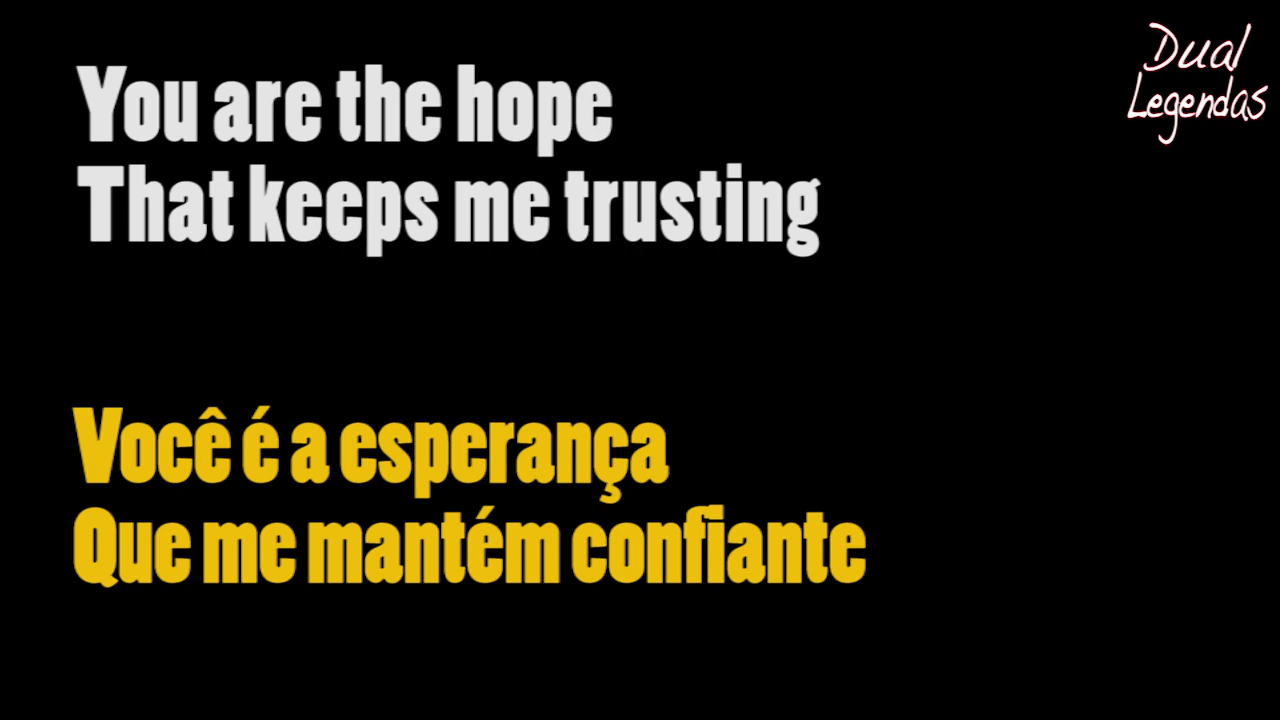 You are the hope
That keeps me trusting
Você é a esperança
Que me mantém confiante
Dual
Legendas